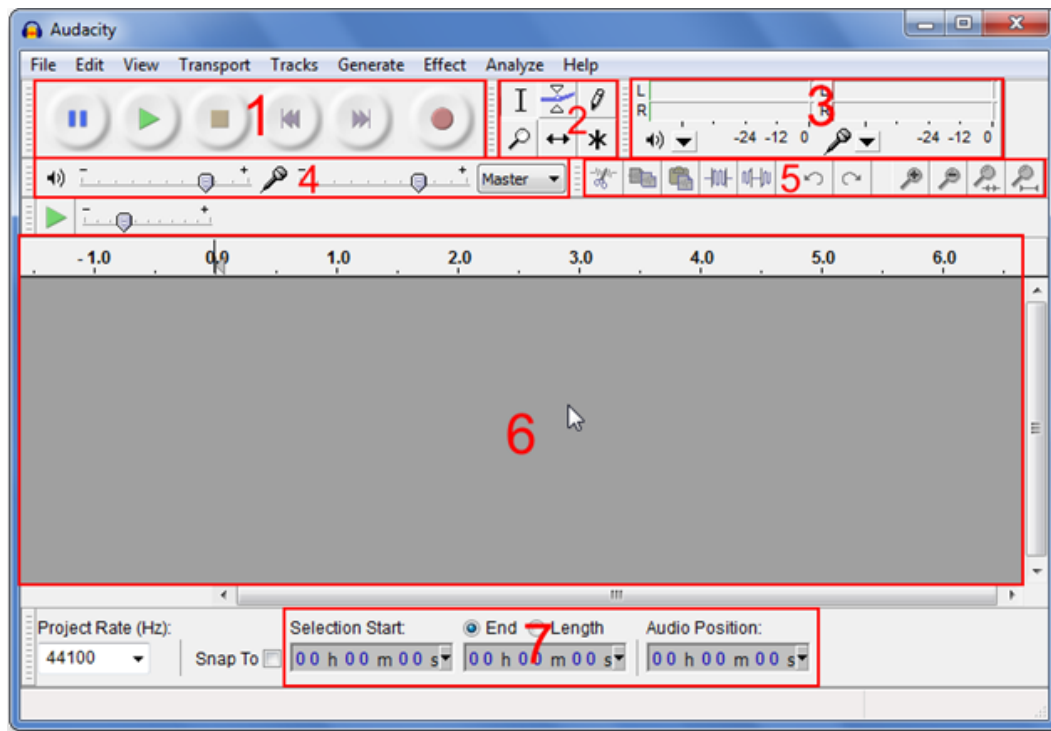 Audacity
File Edit View Transport Tracks Generate Effect Analyze Help
1
2
3
L
R
L
R
-24 -12 0
-24 -12 0
4
Master
5
- 1.0 0.0 1.0 2.0 3.0 4.0 5.0 6.0
6
Project Rate (Hz):
44100
Snap To
Selection Start:
End Length
Audio Position:
00 h 00 m 00 s
00 h 00 m 00 s
00 h 00 m 00 s
7